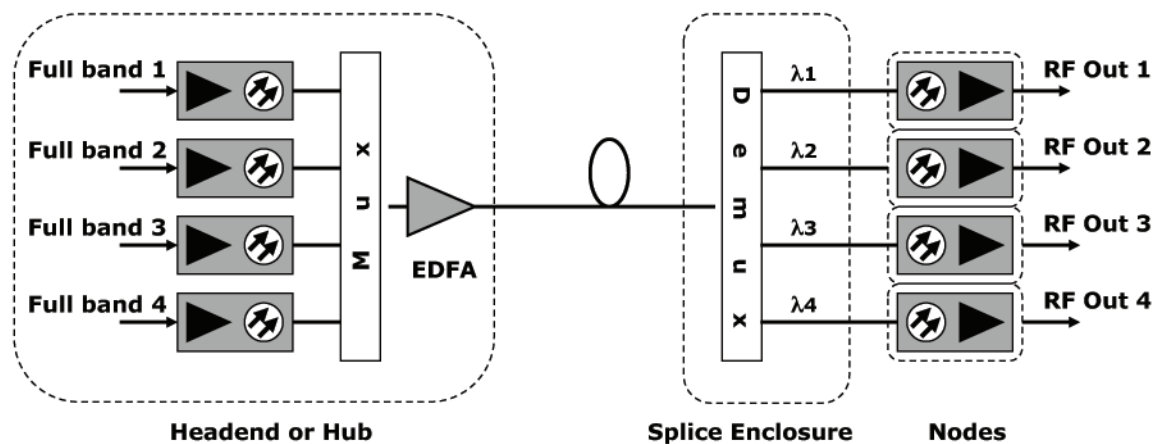 Full band 1
Full band 2
Full band 3
Full band 4
Mux
EDFA
Demux
λ1
λ2
λ3
λ4
RF Out 1
RF Out 2
RF Out 3
RF Out 4
Headend or Hub
Splice Enclosure
Nodes